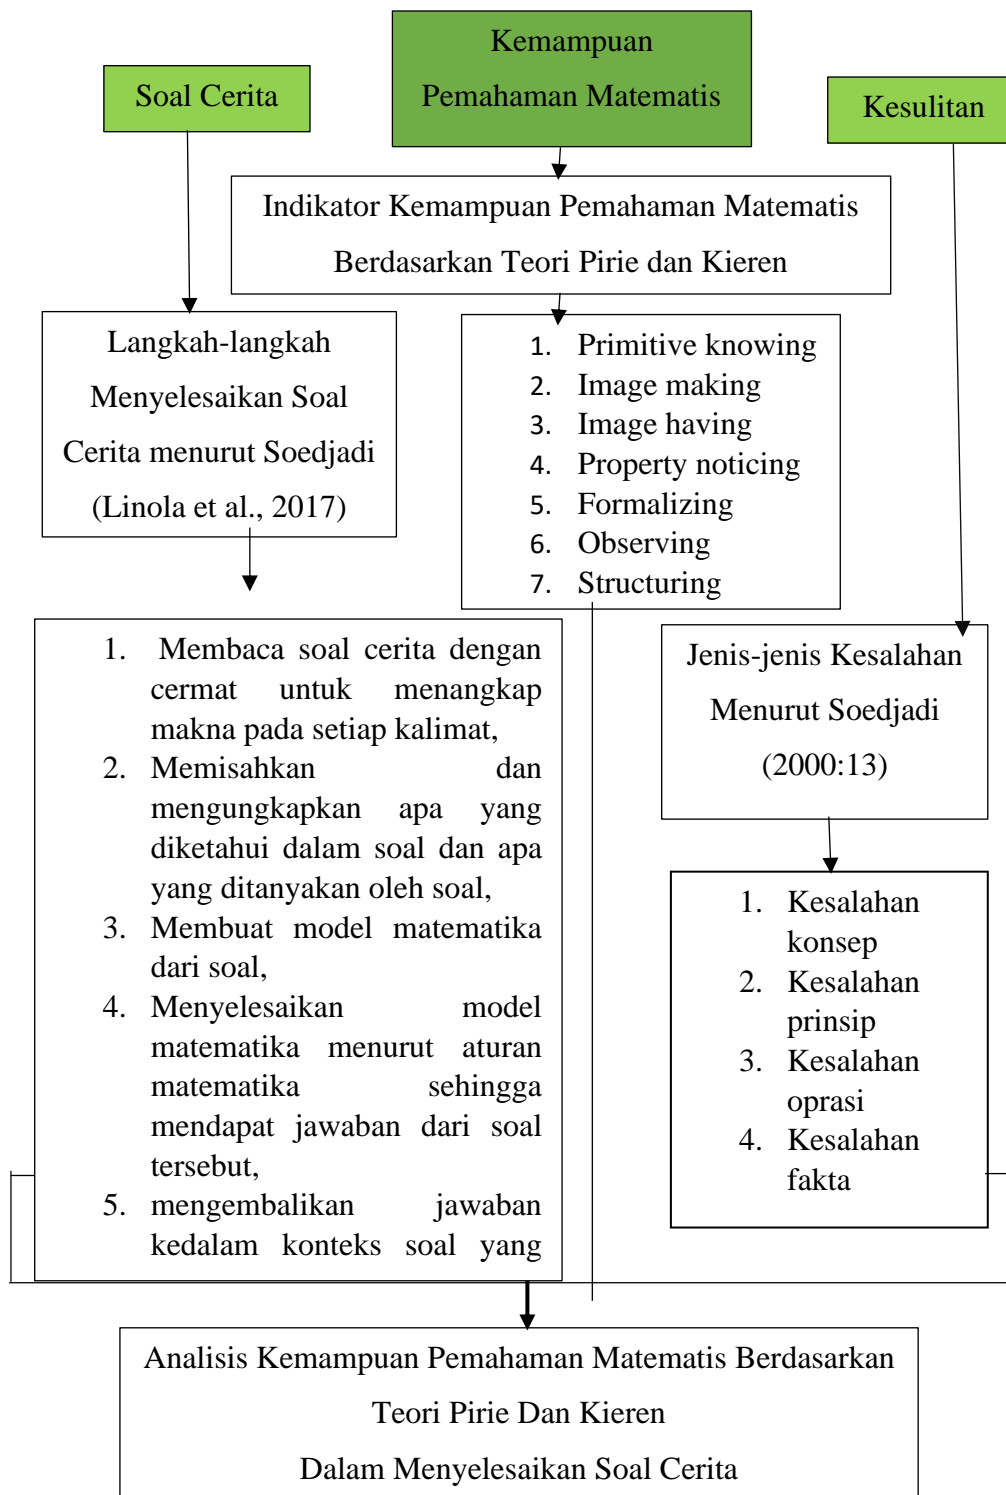 Kemampuan
Pemahaman Matematis
Soal Cerita
Kesulitan
Indikator Kemampuan Pemahaman Matematis
Berdasarkan Teori Pirie dan Kieren
Langkah-langkah
Menyelesaikan Soal
Cerita menurut Soedjadi
(Linola et al., 2017)
1. Primitive knowing
2. Image making
3. Image having
4. Property noticing
5. Formalizing
6. Observing
7. Structuring
1. Membaca soal cerita dengan
cermat untuk menangkap
makna pada setiap kalimat,
2. Memisahkan dan
mengungkapkan apa yang
diketahui dalam soal dan apa
yang ditanyakan oleh soal,
3. Membuat model matematika
dari soal,
4. Menyelesaikan model
matematika menurut aturan
matematika sehingga
mendapat jawaban dari soal
tersebut,
5. mengembalikan jawaban
kedalam konteks soal yang
Jenis-jenis Kesalahan
Menurut Soedjadi
(2000:13)
1. Kesalahan
konsep
2. Kesalahan
prinsip
3. Kesalahan
oprasi
4. Kesalahan
fakta
Analisis Kemampuan Pemahaman Matematis Berdasarkan
Teori Pirie Dan Kieren
Dalam Menyelesaikan Soal Cerita